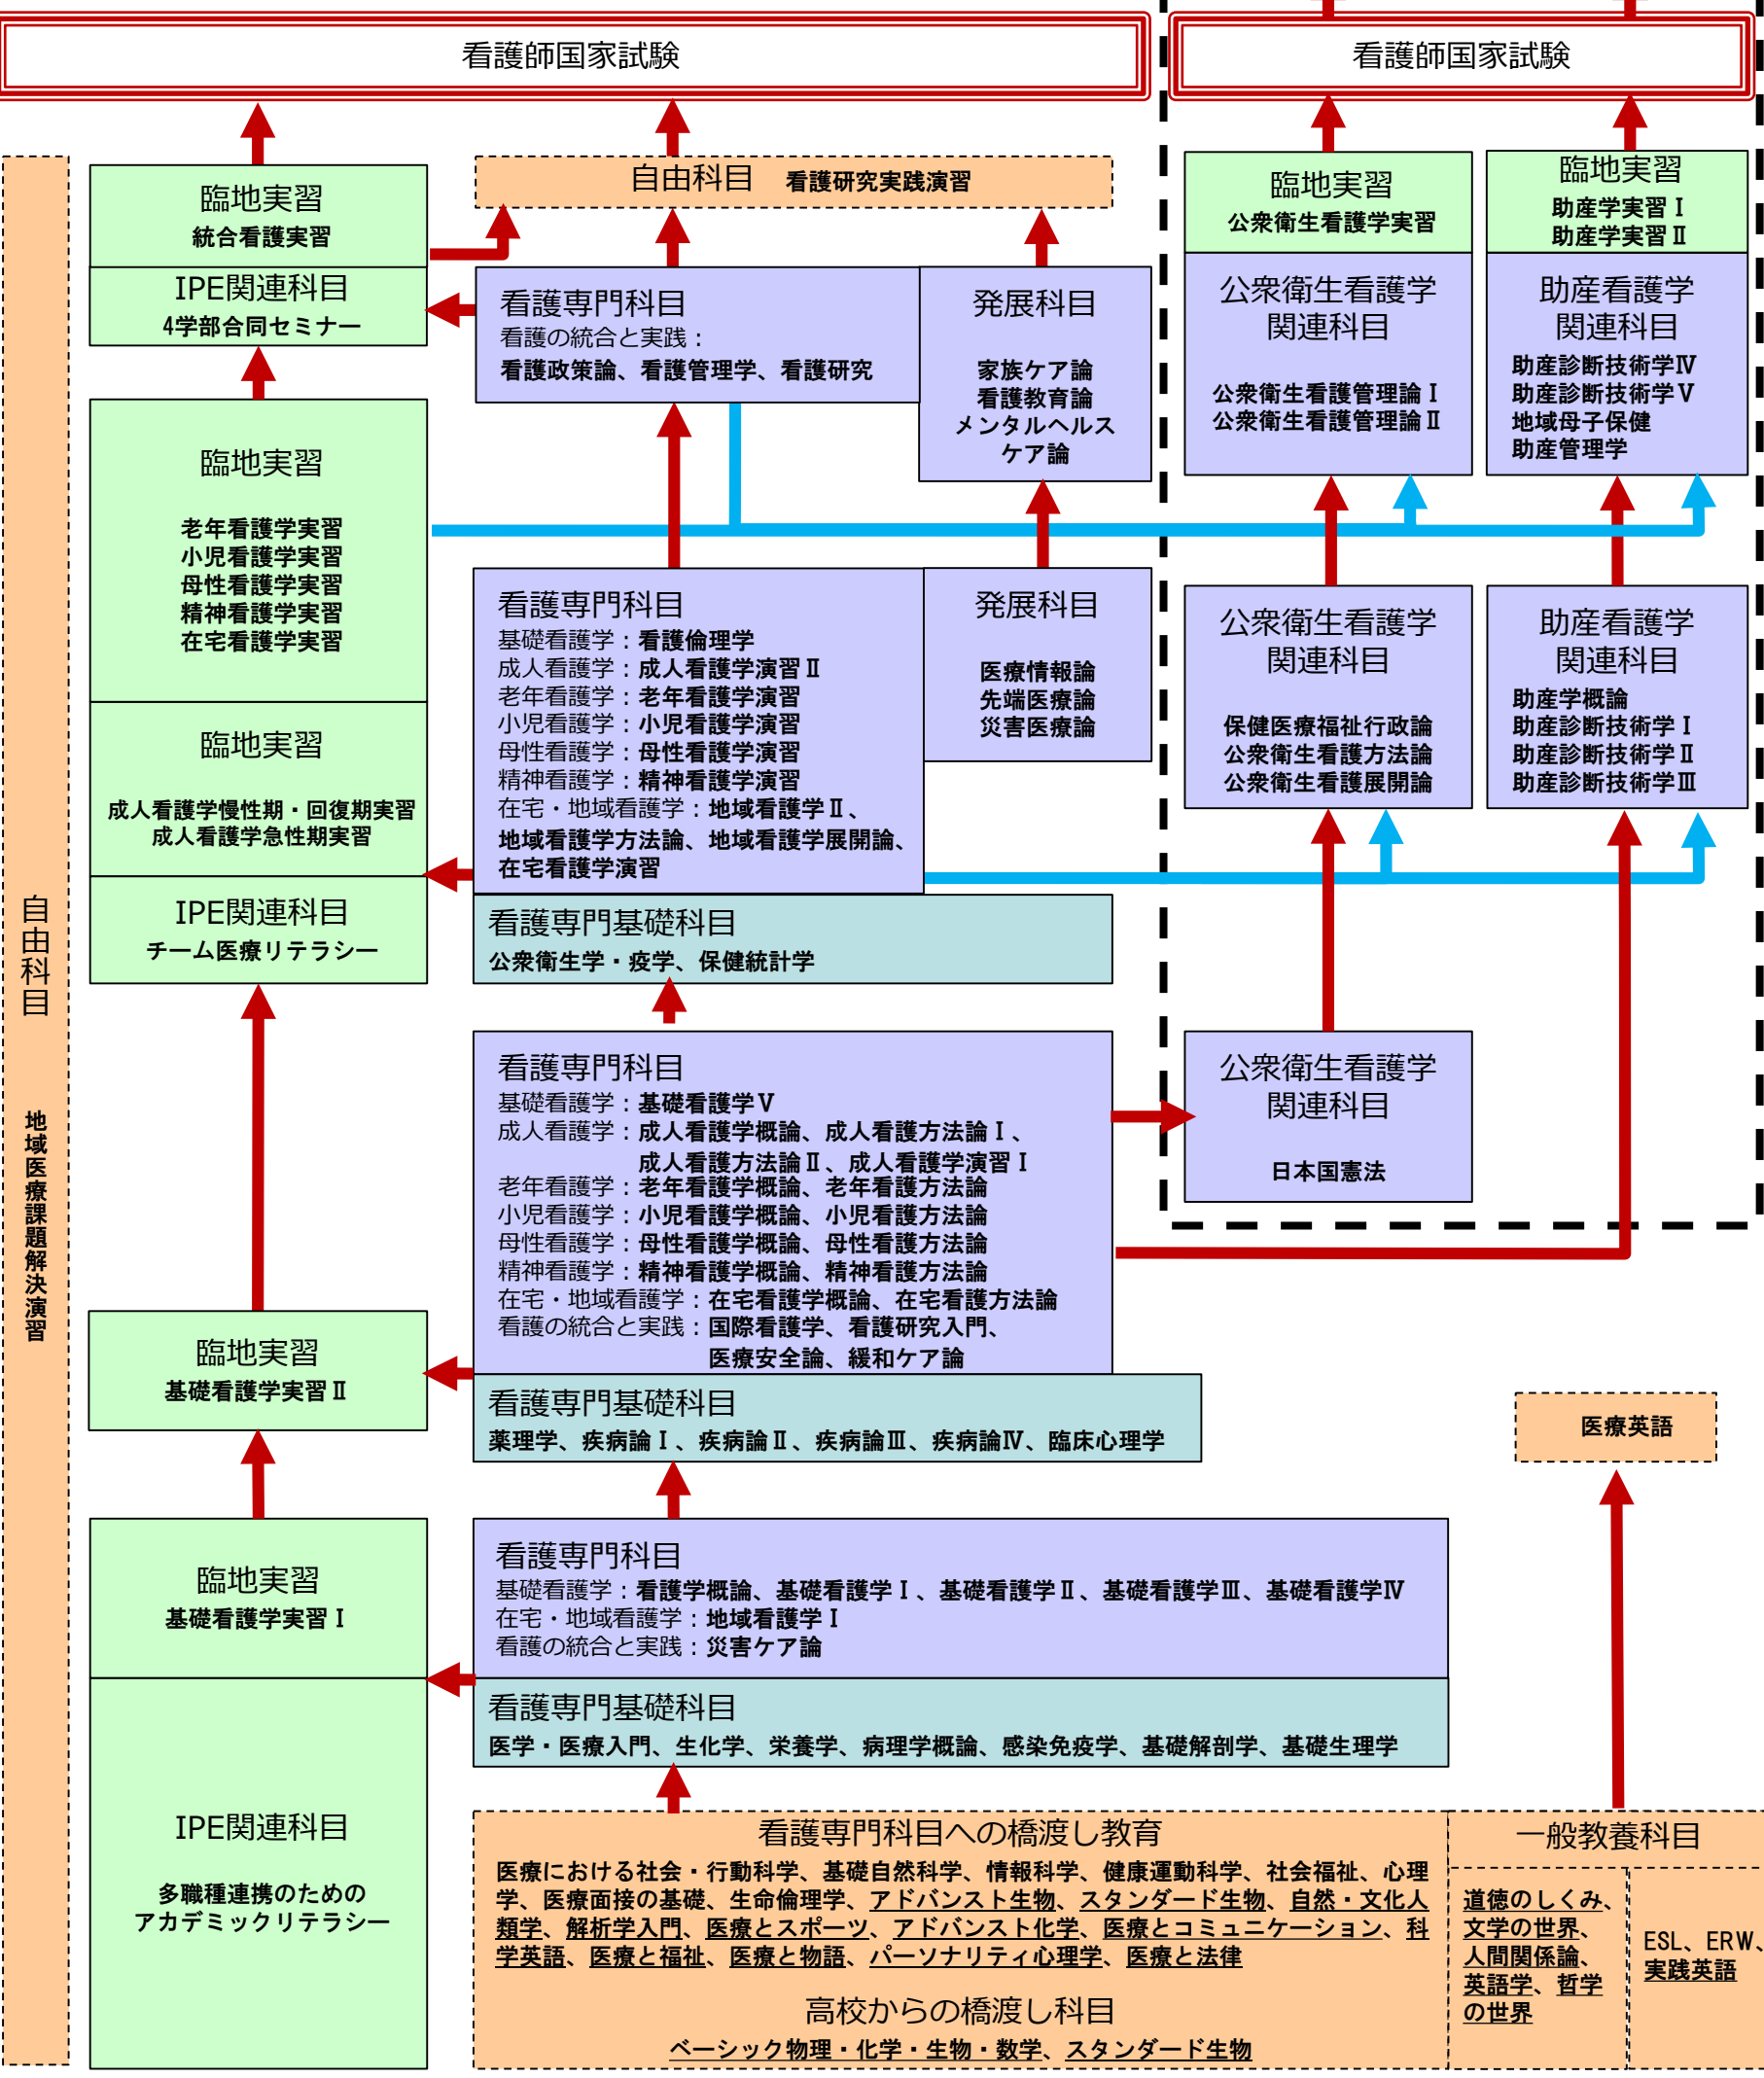 看護師国家試験
看護師国家試験
自由科目
地域医療課題解決演習
臨地実習
統合看護実習
IPE関連科目
4学部合同セミナー
自由科目 看護研究実践演習
看護専門科目
看護の統合と実践：
看護政策論、看護管理学、看護研究
発展科目
家族ケア論
看護教育論
メンタルヘルス
ケア論
臨地実習
公衆衛生看護学実習
公衆衛生看護学
関連科目
公衆衛生看護管理論Ⅰ
公衆衛生看護管理論Ⅱ
臨地実習
助産学実習Ⅰ
助産学実習Ⅱ
助産看護学
関連科目
助産診断技術学Ⅳ
助産診断技術学Ⅴ
地域母子保健
助産管理学
臨地実習
老年看護学実習
小児看護学実習
母性看護学実習
精神看護学実習
在宅看護学実習
臨地実習
成人看護学慢性期・回復期実習
成人看護学急性期実習
IPE関連科目
チーム医療リテラシー
看護専門科目
基礎看護学：看護倫理学
成人看護学：成人看護学演習Ⅱ
老年看護学：老年看護学演習
小児看護学：小児看護学演習
母性看護学：母性看護学演習
精神看護学：精神看護学演習
在宅・地域看護学：地域看護学Ⅱ、
地域看護学方法論、地域看護学展開論、
在宅看護学演習
発展科目
医療情報論
先端医療論
災害医療論
看護専門基礎科目
公衆衛生学・疫学、保健統計学
公衆衛生看護学
関連科目
保健医療福祉行政論
公衆衛生看護方法論
公衆衛生看護展開論
助産看護学
関連科目
助産学概論
助産診断技術学Ⅰ
助産診断技術学Ⅱ
助産診断技術学Ⅲ
看護専門科目
基礎看護学：基礎看護学Ⅴ
成人看護学：成人看護学概論、成人看護方法論Ⅰ、
成人看護方法論Ⅱ、成人看護学演習Ⅰ
老年看護学：老年看護学概論、老年看護方法論
小児看護学：小児看護学概論、小児看護方法論
母性看護学：母性看護学概論、母性看護方法論
精神看護学：精神看護学概論、精神看護方法論
在宅・地域看護学：在宅看護学概論、在宅看護方法論
看護の統合と実践：国際看護学、看護研究入門、
医療安全論、緩和ケア論
公衆衛生看護学
関連科目
日本国憲法
臨地実習
基礎看護学実習Ⅱ
看護専門基礎科目
薬理学、疾病論Ⅰ、疾病論Ⅱ、疾病論Ⅲ、疾病論Ⅳ、臨床心理学
医療英語
臨地実習
基礎看護学実習Ⅰ
看護専門科目
基礎看護学：看護学概論、基礎看護学Ⅰ、基礎看護学Ⅱ、基礎看護学Ⅲ、基礎看護学Ⅳ
在宅・地域看護学：地域看護学Ⅰ
看護の統合と実践：災害ケア論
看護専門基礎科目
医学・医療入門、生化学、栄養学、病理学概論、感染免疫学、基礎解剖学、基礎生理学
IPE関連科目
多職種連携のための
アカデミックリテラシー
看護専門科目への橋渡し教育
医療における社会・行動科学、基礎自然科学、情報科学、健康運動科学、社会福祉、心理
学、医療面接の基礎、生命倫理学、アドバンスト生物、スタンダード生物、自然・文化人
類学、解析学入門、医療とスポーツ、アドバンスト化学、医療とコミュニケーション、科
学英語、医療と福祉、医療と物語、パーソナリティ心理学、医療と法律
高校からの橋渡し科目
ベーシック物理・化学・生物・数学、スタンダード生物
一般教養科目
道徳のしくみ、
文学の世界、
人間関係論、
英語学、哲学
の世界
ESL、ERW、
実践英語